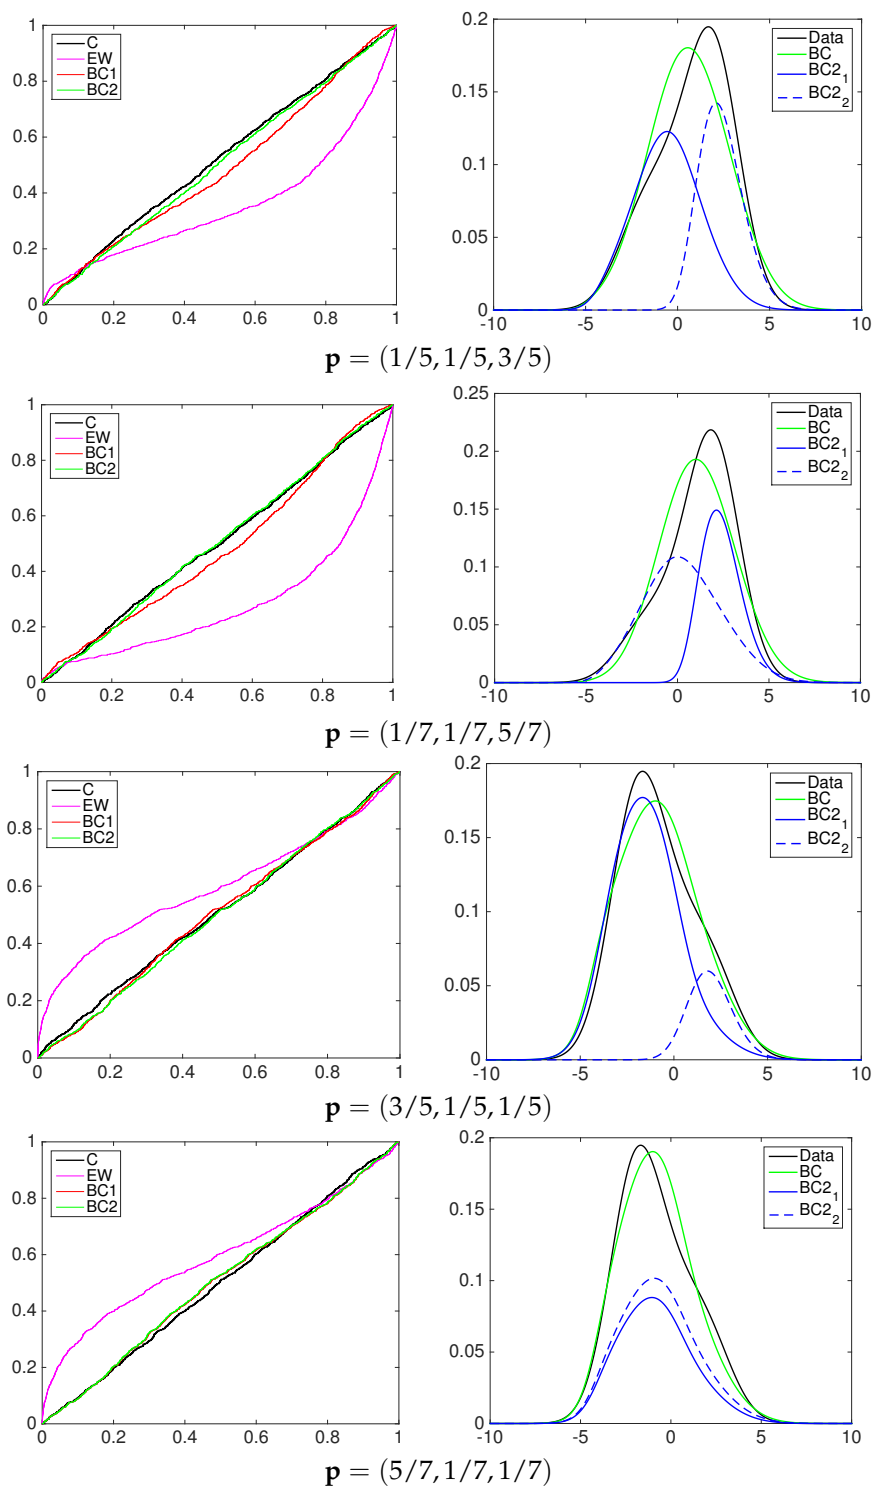 1
0.8
0.6
0.4
0.2
0
0 0.2 0.4 0.6 0.8 1
C
EW
BC1
BC2
0.2
0.15
0.1
0.05
0
-10 -5 0 5 10
Data
BC
BC2₁
BC2₂
p = (1/5, 1/5, 3/5)
1
0.8
0.6
0.4
0.2
0
0 0.2 0.4 0.6 0.8 1
C
EW
BC1
BC2
0.25
0.2
0.15
0.1
0.05
0
-10 -5 0 5 10
Data
BC
BC2₁
BC2₂
p = (1/7, 1/7, 5/7)
1
0.8
0.6
0.4
0.2
0
0 0.2 0.4 0.6 0.8 1
C
EW
BC1
BC2
0.2
0.15
0.1
0.05
0
-10 -5 0 5 10
Data
BC
BC2₁
BC2₂
p = (3/5, 1/5, 1/5)
1
0.8
0.6
0.4
0.2
0
0 0.2 0.4 0.6 0.8 1
C
EW
BC1
BC2
0.2
0.15
0.1
0.05
0
-10 -5 0 5 10
Data
BC
BC2₁
BC2₂
p = (5/7, 1/7, 1/7)